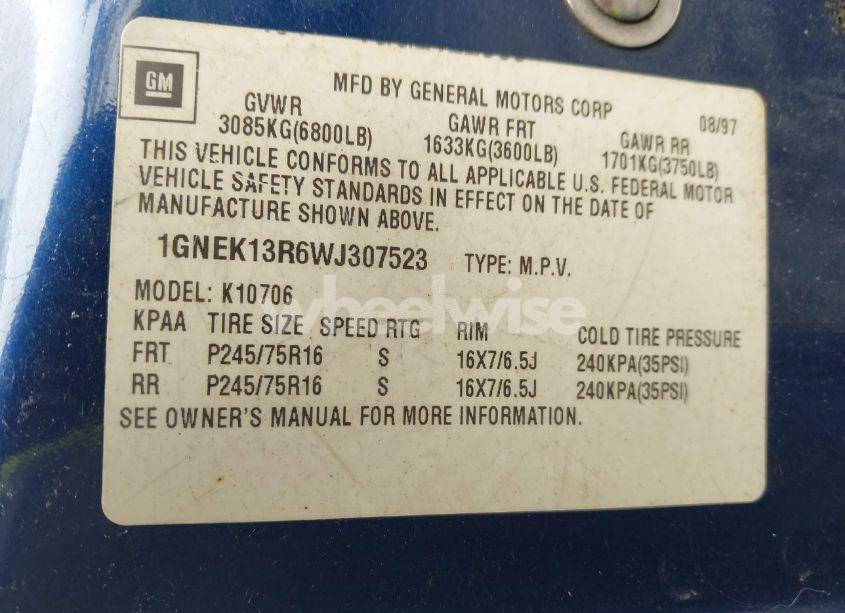 GM
MFD BY GENERAL MOTORS CORP 08/97
GVWR GAWR FRT GAWR RR
3085KG(6800LB) 1633KG(3600LB) 1701KG(3750LB)
THIS VEHICLE CONFORMS TO ALL APPLICABLE U.S. FEDERAL MOTOR
VEHICLE SAFETY STANDARDS IN EFFECT ON THE DATE OF
MANUFACTURE SHOWN ABOVE.
1GNEK13R6WJ307523 TYPE: M.P.V.
MODEL: K10706
wheelwise
KPAA TIRE SIZE SPEED RTG RIM COLD TIRE PRESSURE
FRT P245/75R16 S 16X7/6.5J 240KPA(35PSI)
RR P245/75R16 S 16X7/6.5J 240KPA(35PSI)
SEE OWNER'S MANUAL FOR MORE INFORMATION.